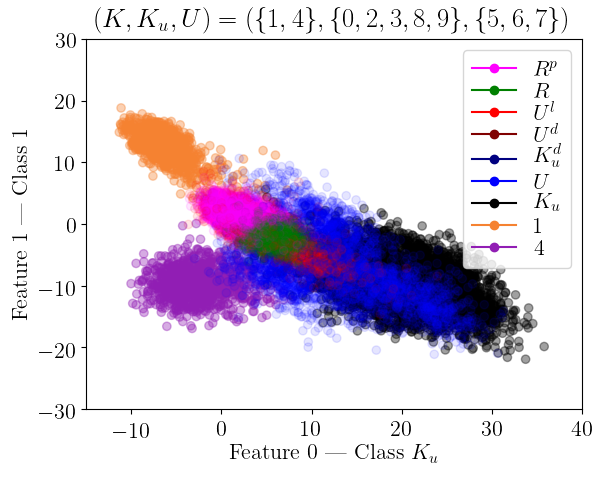 (K, K_u, U) = ({1, 4}, {0, 2, 3, 8, 9}, {5, 6, 7})
30
20
10
0
−10
−20
−30
−10
0
10
20
30
40
Feature 1 — Class 1
Feature 0 — Class K_u
R^p
R
U^l
U^d
K_u^d
U
K_u
1
4